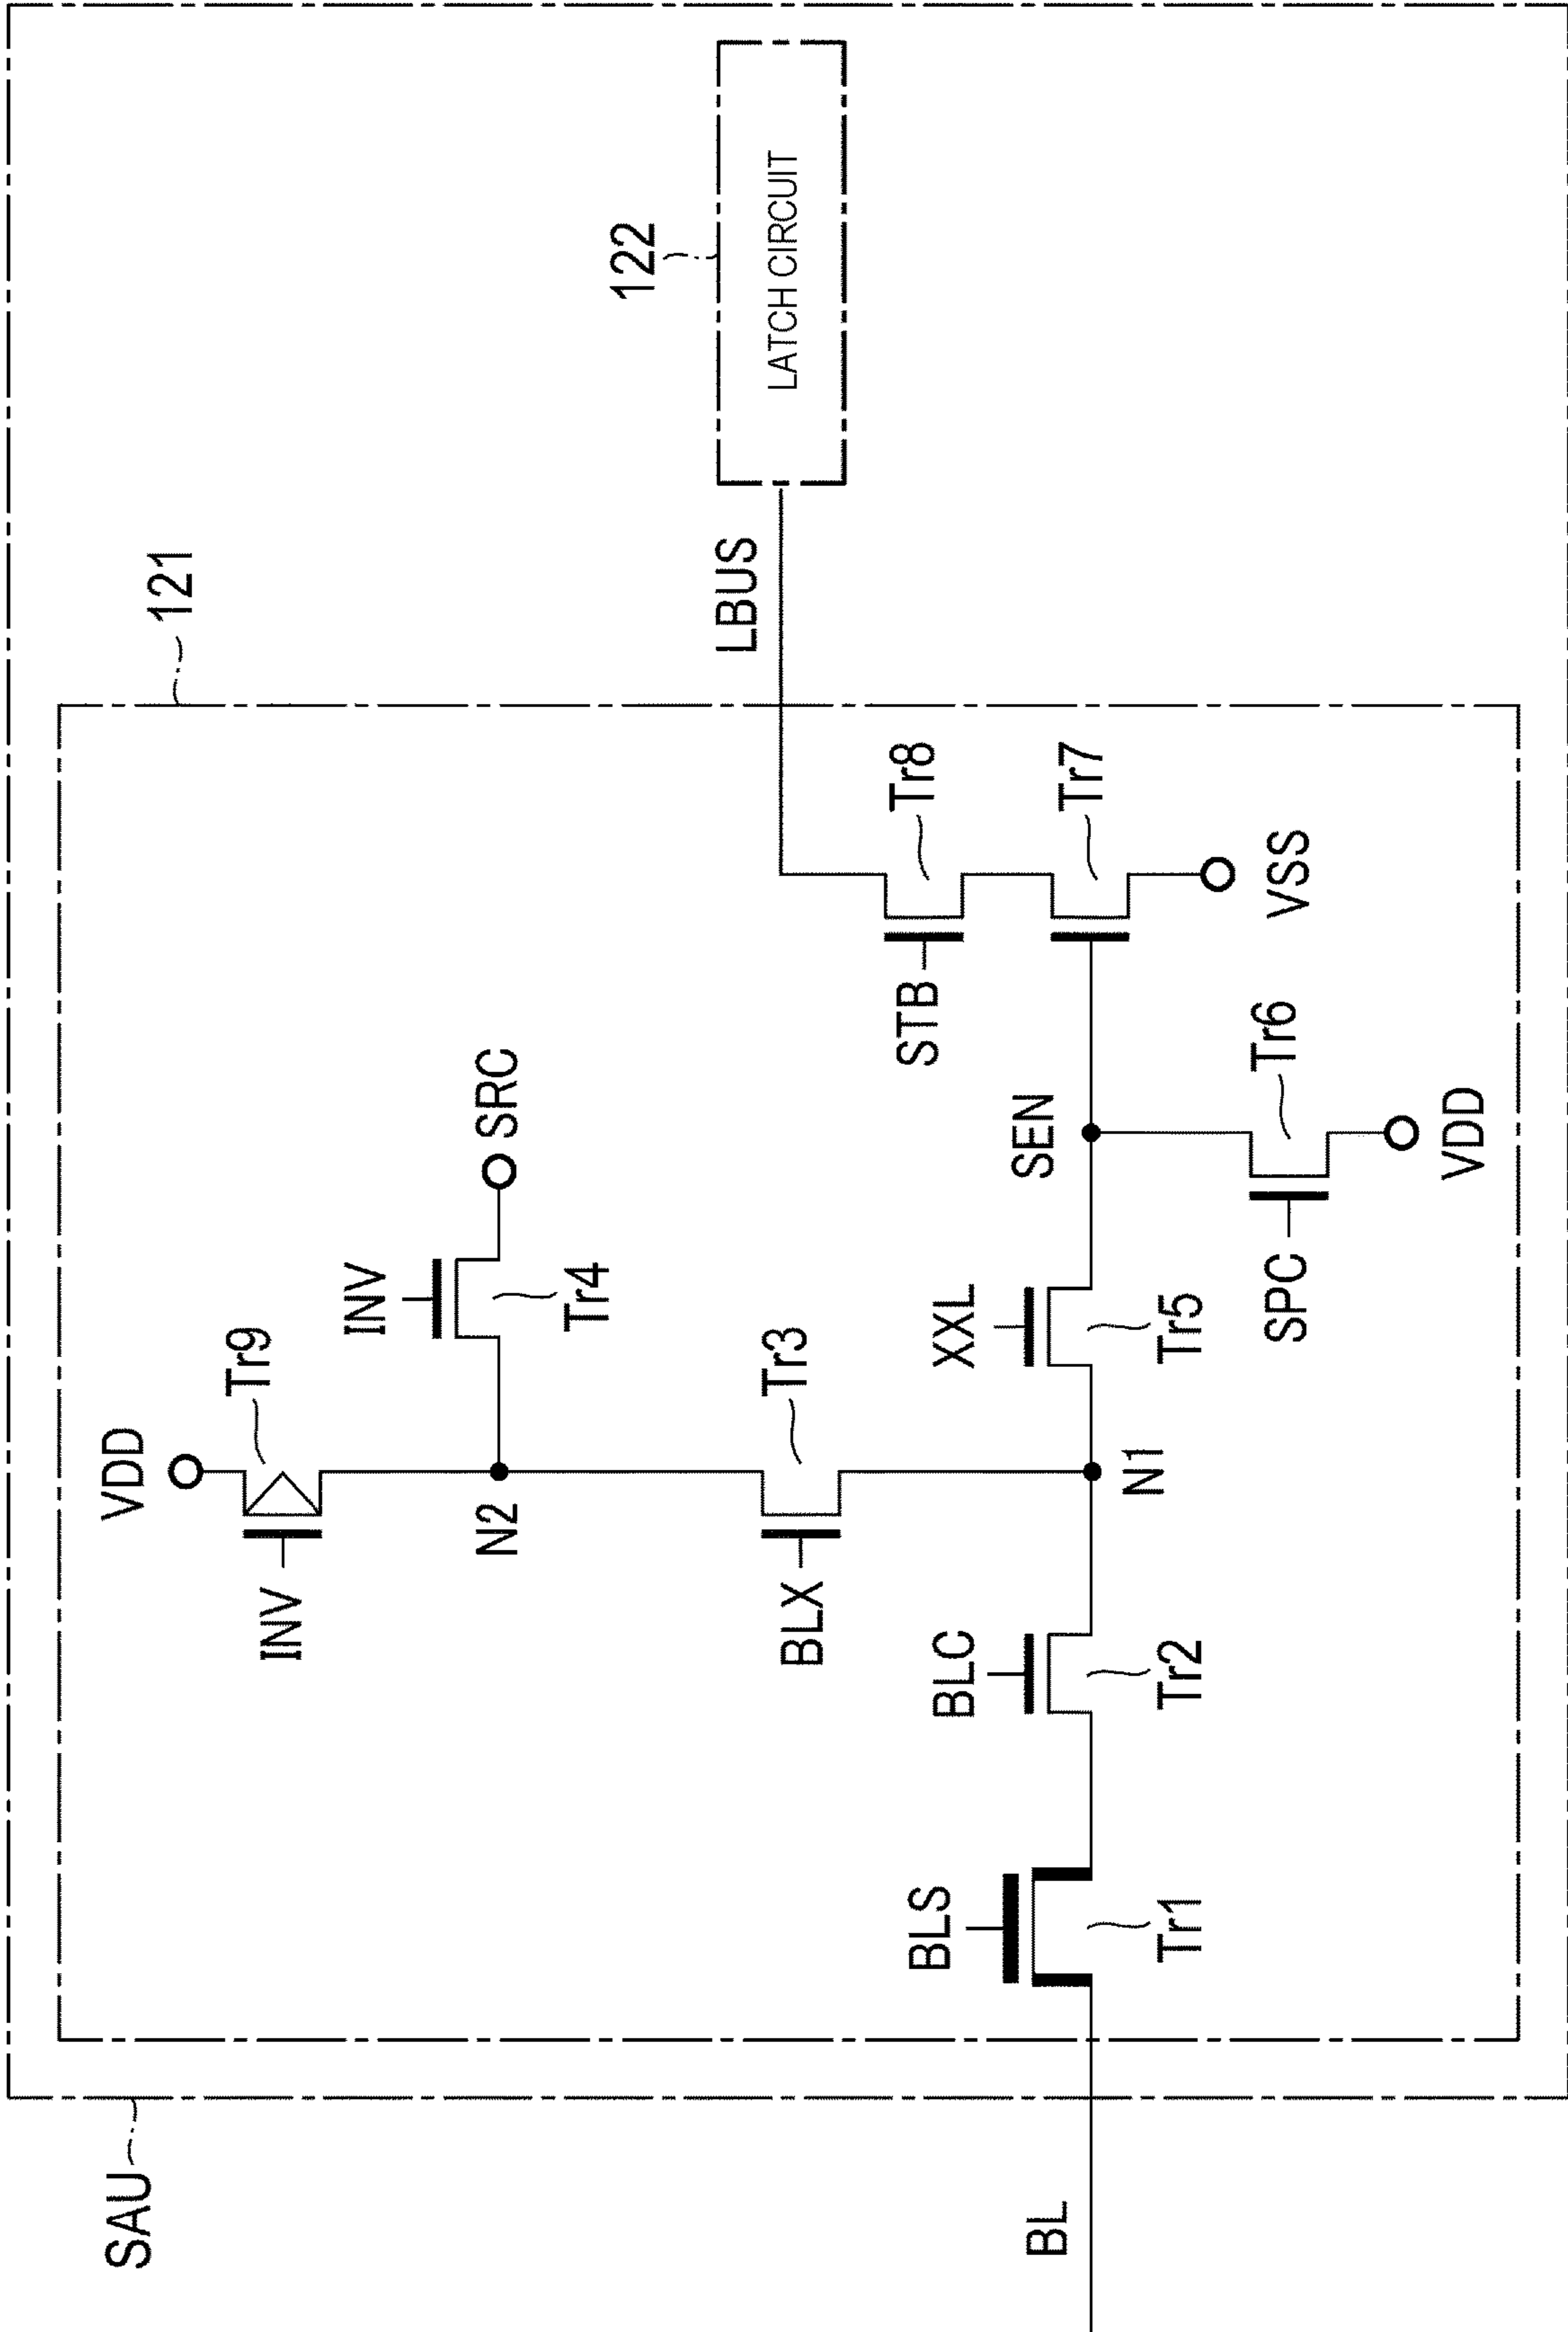 SAU
121
122
LATCH CIRCUIT
LBUS
VDD
Tr9
INV
INV
SRC
Tr4
N2
BLX
Tr3
STB
Tr8
Tr7
VSS
SEN
BLS
BLC
XXL
N1
Tr1
Tr2
Tr5
SPC
Tr6
VDD
BL